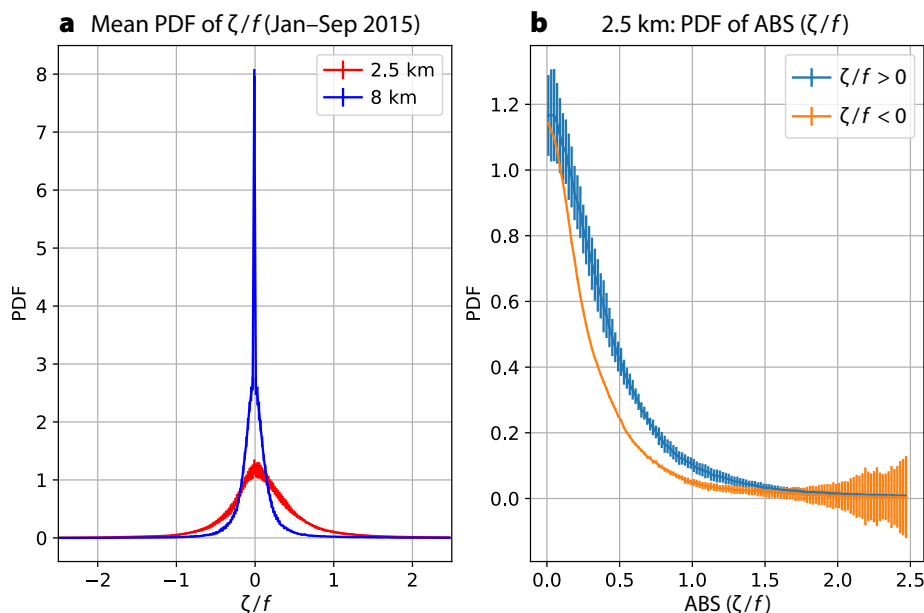 a Mean PDF of ζ/f (Jan–Sep 2015)
2.5 km
8 km
8
7
6
5
4
3
2
1
0
PDF
−2
−1
0
1
2
ζ/f
b 2.5 km: PDF of ABS (ζ/f)
ζ/f > 0
ζ/f < 0
1.2
1.0
0.8
0.6
0.4
0.2
0.0
PDF
0.0
0.5
1.0
1.5
2.0
2.5
ABS (ζ/f)